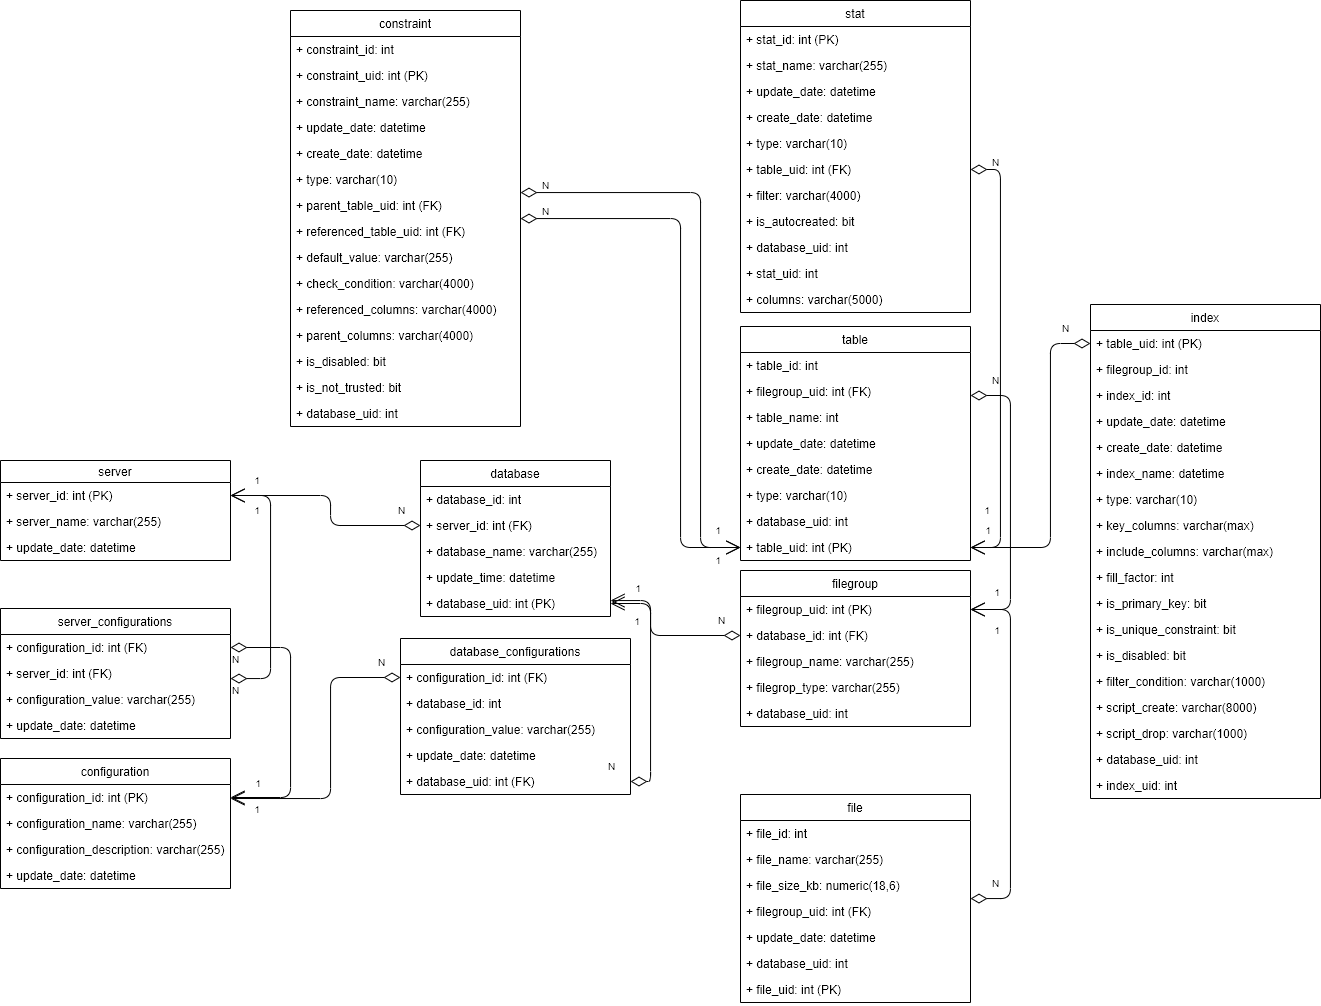 constraint
+ constraint_id: int
+ constraint_uid: int (PK)
+ constraint_name: varchar(255)
+ update_date: datetime
+ create_date: datetime
+ type: varchar(10)
+ parent_table_uid: int (FK)
+ referenced_table_uid: int (FK)
+ default_value: varchar(255)
+ check_condition: varchar(4000)
+ referenced_columns: varchar(4000)
+ parent_columns: varchar(4000)
+ is_disabled: bit
+ is_not_trusted: bit
+ database_uid: int
N
N
stat
+ stat_id: int (PK)
+ stat_name: varchar(255)
+ update_date: datetime
+ create_date: datetime
+ type: varchar(10)
+ table_uid: int (FK)
+ filter: varchar(4000)
+ is_autocreated: bit
+ database_uid: int
+ stat_uid: int
+ columns: varchar(5000)
N
table
+ table_id: int
+ filegroup_uid: int (FK)
+ table_name: int
+ update_date: datetime
+ create_date: datetime
+ type: varchar(10)
+ database_uid: int
+ table_uid: int (PK)
N
1
1
1
1
index
+ table_uid: int (PK)
+ filegroup_id: int
+ index_id: int
+ update_date: datetime
+ create_date: datetime
+ index_name: datetime
+ type: varchar(10)
+ key_columns: varchar(max)
+ include_columns: varchar(max)
+ fill_factor: int
+ is_primary_key: bit
+ is_unique_constraint: bit
+ is_disabled: bit
+ filter_condition: varchar(1000)
+ script_create: varchar(8000)
+ script_drop: varchar(1000)
+ database_uid: int
+ index_uid: int
N
server
+ server_id: int (PK)
+ server_name: varchar(255)
+ update_date: datetime
1
1
database
+ database_id: int
+ server_id: int (FK)
+ database_name: varchar(255)
+ update_time: datetime
+ database_uid: int (PK)
N
1
1
filegroup
+ filegroup_uid: int (PK)
+ database_id: int (FK)
+ filegroup_name: varchar(255)
+ filegrop_type: varchar(255)
+ database_uid: int
N
1
1
server_configurations
+ configuration_id: int (FK)
+ server_id: int (FK)
+ configuration_value: varchar(255)
+ update_date: datetime
N
N
database_configurations
+ configuration_id: int (FK)
+ database_id: int
+ configuration_value: varchar(255)
+ update_date: datetime
+ database_uid: int (FK)
N
N
configuration
+ configuration_id: int (PK)
+ configuration_name: varchar(255)
+ configuration_description: varchar(255)
+ update_date: datetime
1
1
file
+ file_id: int
+ file_name: varchar(255)
+ file_size_kb: numeric(18,6)
+ filegroup_uid: int (FK)
+ update_date: datetime
+ database_uid: int
+ file_uid: int (PK)
N